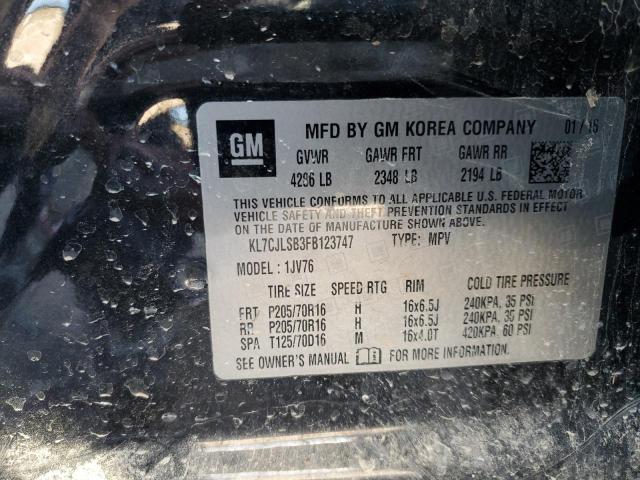 GM MFD BY GM KOREA COMPANY 01/15
GVWR GAWR FRT GAWR RR
4286 LB 2348 LB 2194 LB
THIS VEHICLE CONFORMS TO ALL APPLICABLE U.S. FEDERAL MOTOR
VEHICLE SAFETY AND THEFT PREVENTION STANDARDS IN EFFECT
ON THE DATE OF MANUFACTURE SHOWN ABOVE.
KL7CJLSB3FB123747 TYPE: MPV
MODEL: 1JV76
TIRE SIZE SPEED RTG RIM COLD TIRE PRESSURE
FRT P205/70R16 H 16x6.5J 240KPA, 35 PSI
RR P205/70R16 H 16x6.5J 240KPA, 35 PSI
SPA T125/70D16 M 16x4.0T 420KPA, 60 PSI
SEE OWNER'S MANUAL FOR MORE INFORMATION.